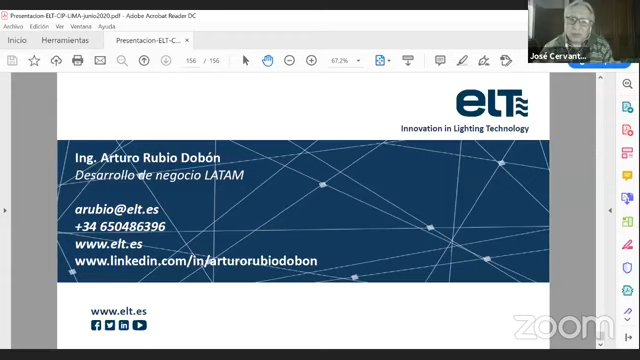 Presentacion-ELT-CIP-LIMA-junio2020.pdf - Adobe Acrobat Reader DC
Archivo Edición Ver Ventana Ayuda
Inicio Herramientas Presentacion-ELT-C... ×
156 / 156 67,2%
José Cervant...
ELT
Innovation in Lighting Technology
Ing. Arturo Rubio Dobón
Desarrollo de negocio LATAM
arubio@elt.es
+34 650486396
www.elt.es
www.linkedin.com/in/arturorubiodobon
www.elt.es
zoom